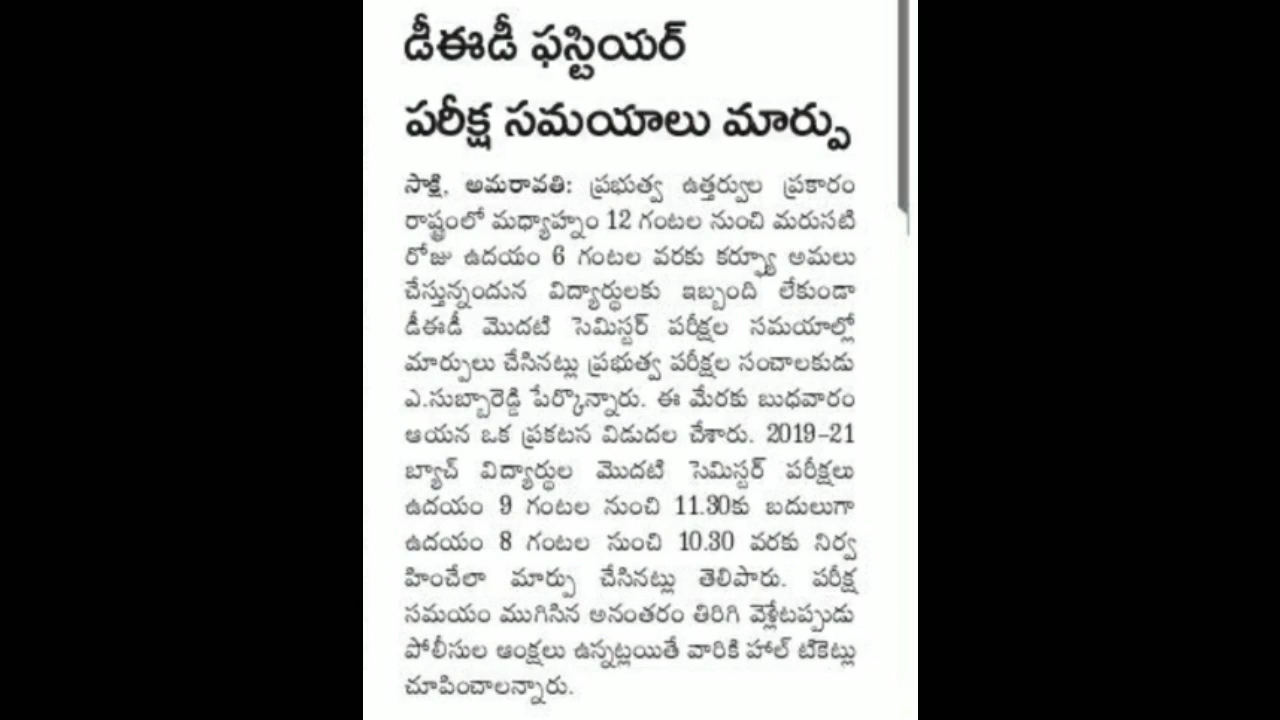 డీఈడీ ఫస్టియర్
పరీక్ష సమయాలు మార్పు
సాక్షి, అమరావతి: ప్రభుత్వ ఉత్తర్వుల ప్రకారం
రాష్ట్రంలో మధ్యాహ్నం 12 గంటల నుంచి మరుసటి
రోజు ఉదయం 6 గంటల వరకు కర్ఫ్యూ అమలు
చేస్తున్నందున విద్యార్థులకు ఇబ్బంది లేకుండా
డీఈడీ మొదటి సెమిస్టర్ పరీక్షల సమయాల్లో
మార్పులు చేసినట్లు ప్రభుత్వ పరీక్షల సంచాలకుడు
ఎ.సుబ్బారెడ్డి పేర్కొన్నారు. ఈ మేరకు బుధవారం
ఆయన ఒక ప్రకటన విడుదల చేశారు. 2019–21
బ్యాచ్ విద్యార్థుల మొదటి సెమిస్టర్ పరీక్షలు
ఉదయం 9 గంటల నుంచి 11.30కు బదులుగా
ఉదయం 8 గంటల నుంచి 10.30 వరకు నిర్వ
హించేలా మార్పు చేసినట్లు తెలిపారు. పరీక్ష
సమయం ముగిసిన అనంతరం తిరిగి వెళ్లేటప్పుడు
పోలీసుల ఆంక్షలు ఉన్నట్లయితే వారికి హాల్ టికెట్లు
చూపించాలన్నారు.